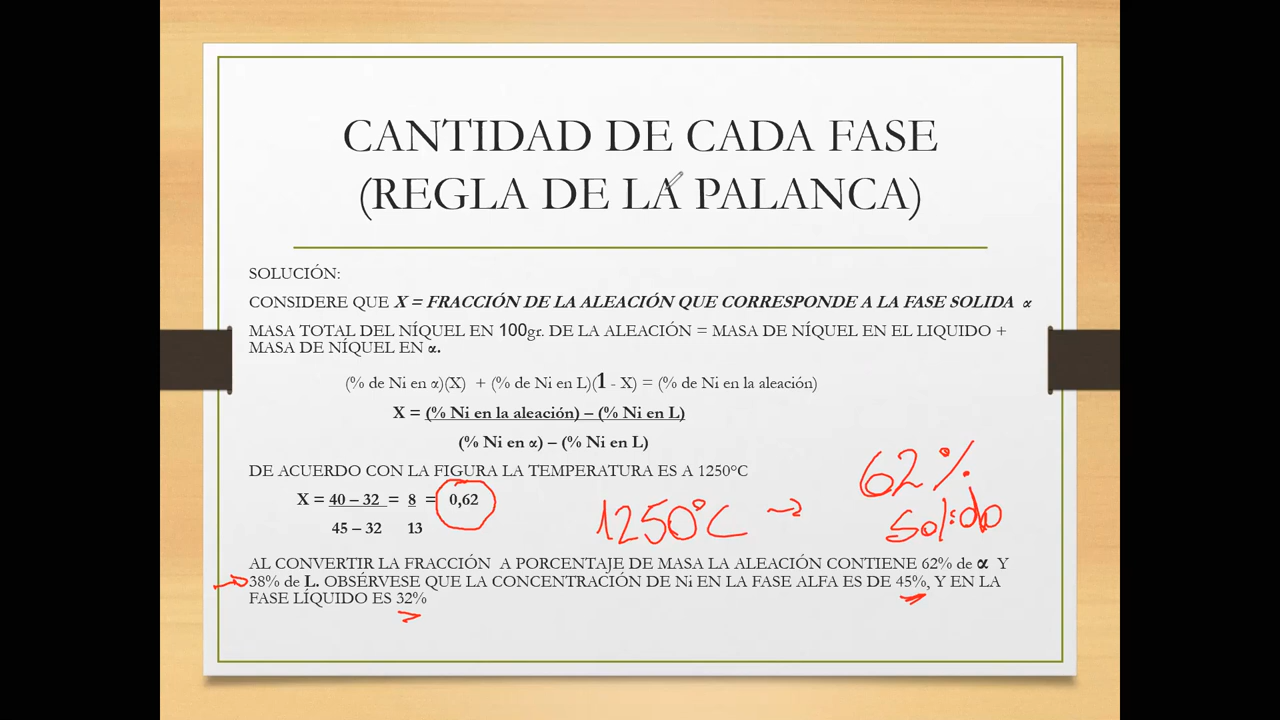 CANTIDAD DE CADA FASE
(REGLA DE LA PALANCA)
SOLUCIÓN:
CONSIDERE QUE X = FRACCIÓN DE LA ALEACIÓN QUE CORRESPONDE A LA FASE SOLIDA α
MASA TOTAL DEL NÍQUEL EN 100gr. DE LA ALEACIÓN = MASA DE NÍQUEL EN EL LIQUIDO +
MASA DE NÍQUEL EN α.
(% de Ni en α)(X) + (% de Ni en L)(1 - X) = (% de Ni en la aleación)
X = (% Ni en la aleación) – (% Ni en L)
(% Ni en α) – (% Ni en L)
DE ACUERDO CON LA FIGURA LA TEMPERATURA ES A 1250°C
X = 40 – 32 = 8 = 0,62
45 – 32 13
1250°C → 62%
solido
AL CONVERTIR LA FRACCIÓN A PORCENTAJE DE MASA LA ALEACIÓN CONTIENE 62% de α Y
38% de L. OBSÉRVESE QUE LA CONCENTRACIÓN DE Ni EN LA FASE ALFA ES DE 45%, Y EN LA
FASE LÍQUIDO ES 32%